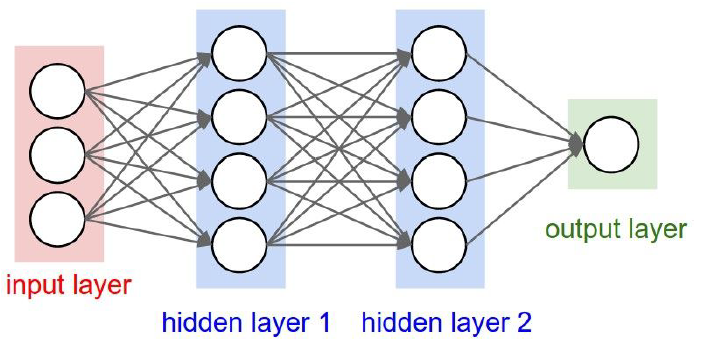 input layer
hidden layer 1
hidden layer 2
output layer